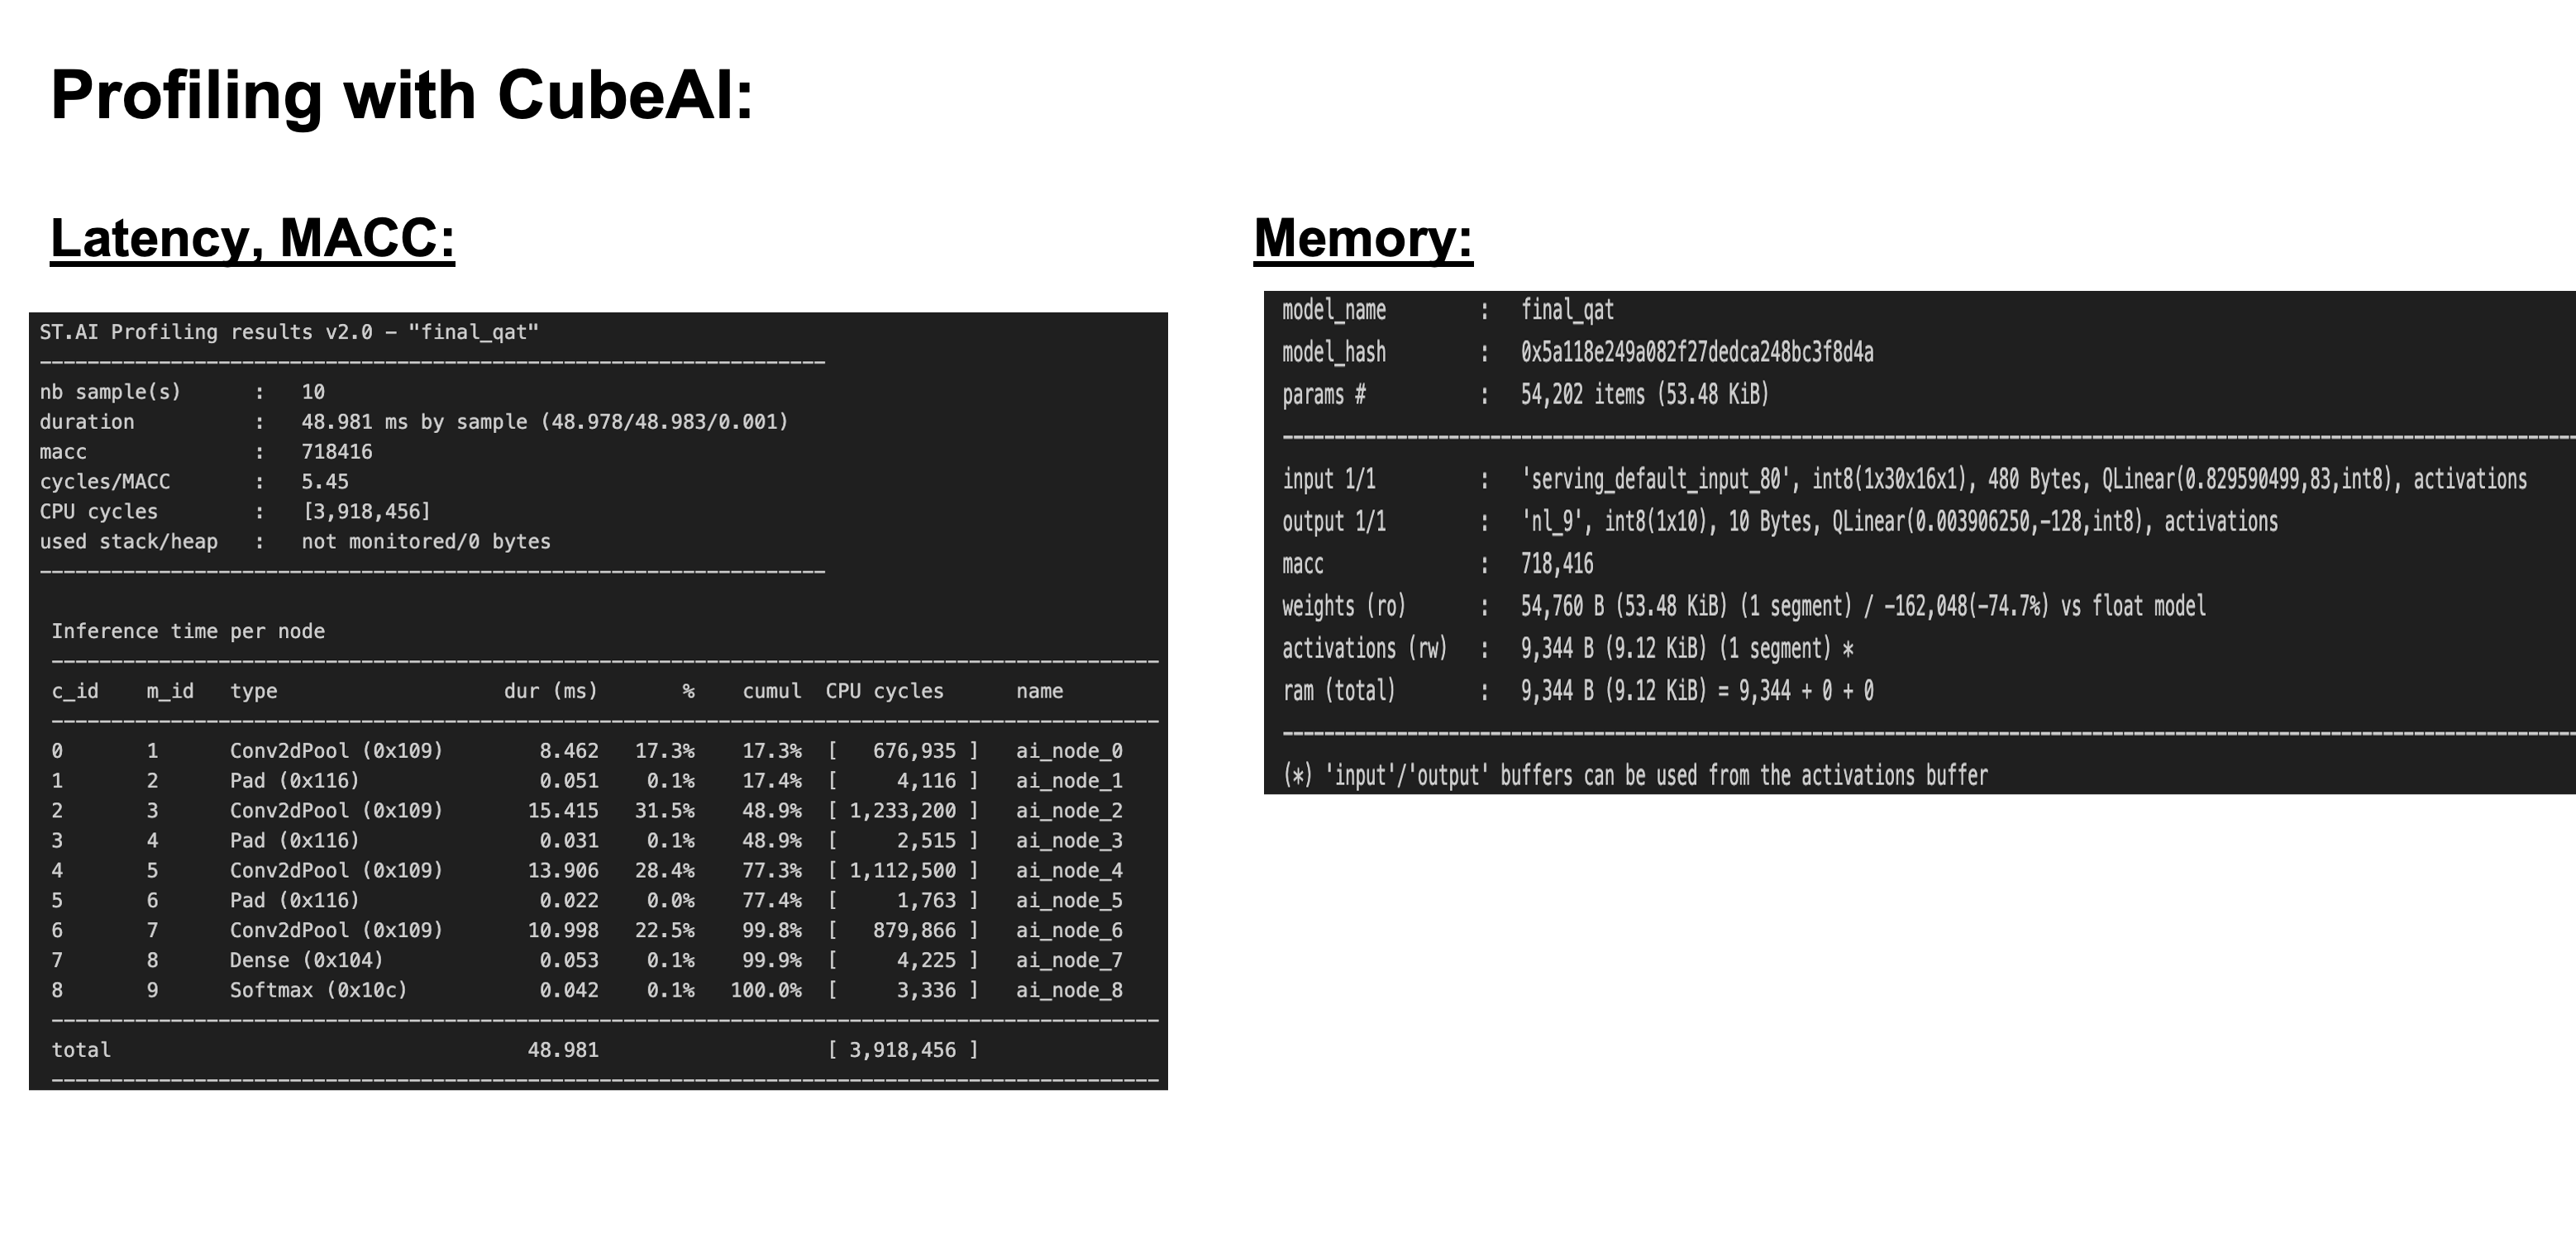 Profiling with CubeAI:
Latency, MACC:
ST.AI Profiling results v2.0 - "final_qat"
nb sample(s) : 10
duration : 48.981 ms by sample (48.978/48.983/0.001)
macc : 718416
cycles/MACC : 5.45
CPU cycles : [3,918,456]
used stack/heap : not monitored/0 bytes
Inference time per node
c_id m_id type dur (ms) % cumul CPU cycles name
0 1 Conv2dPool (0x109) 8.462 17.3% 17.3% [ 676,935 ] ai_node_0
1 2 Pad (0x116) 0.051 0.1% 17.4% [ 4,116 ] ai_node_1
2 3 Conv2dPool (0x109) 15.415 31.5% 48.9% [ 1,233,200 ] ai_node_2
3 4 Pad (0x116) 0.031 0.1% 48.9% [ 2,515 ] ai_node_3
4 5 Conv2dPool (0x109) 13.906 28.4% 77.3% [ 1,112,500 ] ai_node_4
5 6 Pad (0x116) 0.022 0.0% 77.4% [ 1,763 ] ai_node_5
6 7 Conv2dPool (0x109) 10.998 22.5% 99.8% [ 879,866 ] ai_node_6
7 8 Dense (0x104) 0.053 0.1% 99.9% [ 4,225 ] ai_node_7
8 9 Softmax (0x10c) 0.042 0.1% 100.0% [ 3,336 ] ai_node_8
total 48.981 [ 3,918,456 ]
Memory:
model_name : final_qat
model_hash : 0x5a118e249a082f27dedca248bc3f8d4a
params # : 54,202 items (53.48 KiB)
input 1/1 : 'serving_default_input_80', int8(1x30x16x1), 480 Bytes, QLinear(0.829590499,83,int8), activations
output 1/1 : 'nl_9', int8(1x10), 10 Bytes, QLinear(0.003906250,-128,int8), activations
macc : 718,416
weights (ro) : 54,760 B (53.48 KiB) (1 segment) / -162,048(-74.7%) vs float model
activations (rw) : 9,344 B (9.12 KiB) (1 segment) *
ram (total) : 9,344 B (9.12 KiB) = 9,344 + 0 + 0
(*) 'input'/'output' buffers can be used from the activations buffer